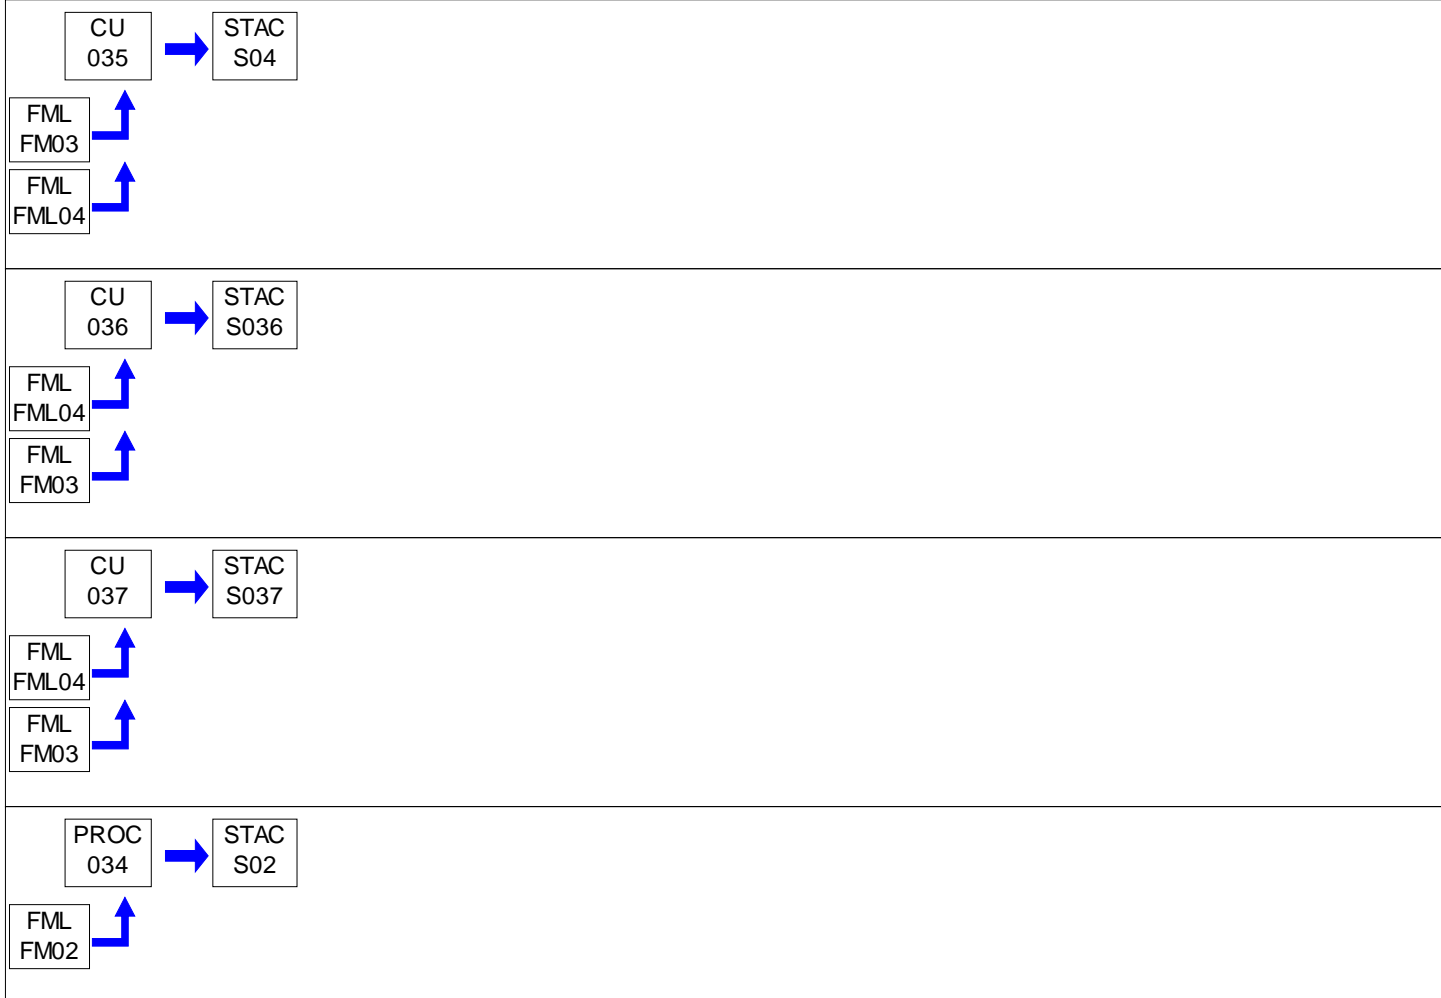 CU
035
STAC
S04
FML
FM03
FML
FML04
CU
036
STAC
S036
FML
FML04
FML
FM03
CU
037
STAC
S037
FML
FML04
FML
FM03
PROC
034
STAC
S02
FML
FM02